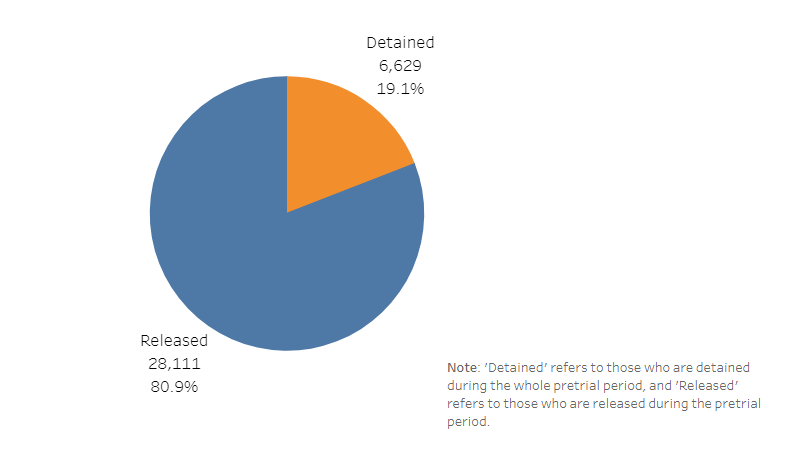 Detained
6,629
19.1%
Released
28,111
80.9%
Note: ‘Detained’ refers to those who are detained
during the whole pretrial period, and ‘Released’
refers to those who are released during the pretrial
period.